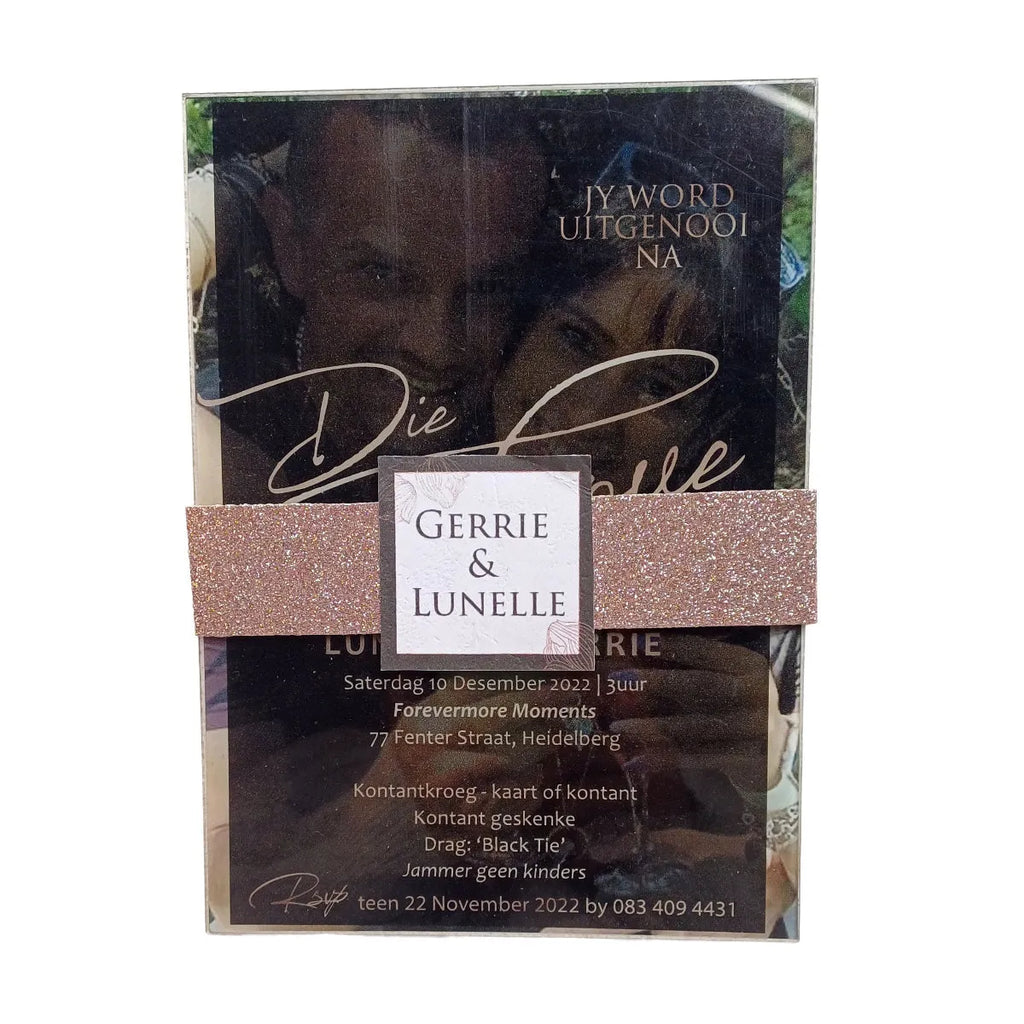 JY WORD
UITGENOOI
NA
Die
GERRIE
&
LUNELLE
Saterdag 10 Desember 2022 | 3uur
Forevermore Moments
77 Fenter Straat, Heidelberg
Kontantkroeg - kaart of kontant
Kontant geskenke
Drag: ‘Black Tie’
Jammer geen kinders
Rsvp teen 22 November 2022 by 083 409 4431